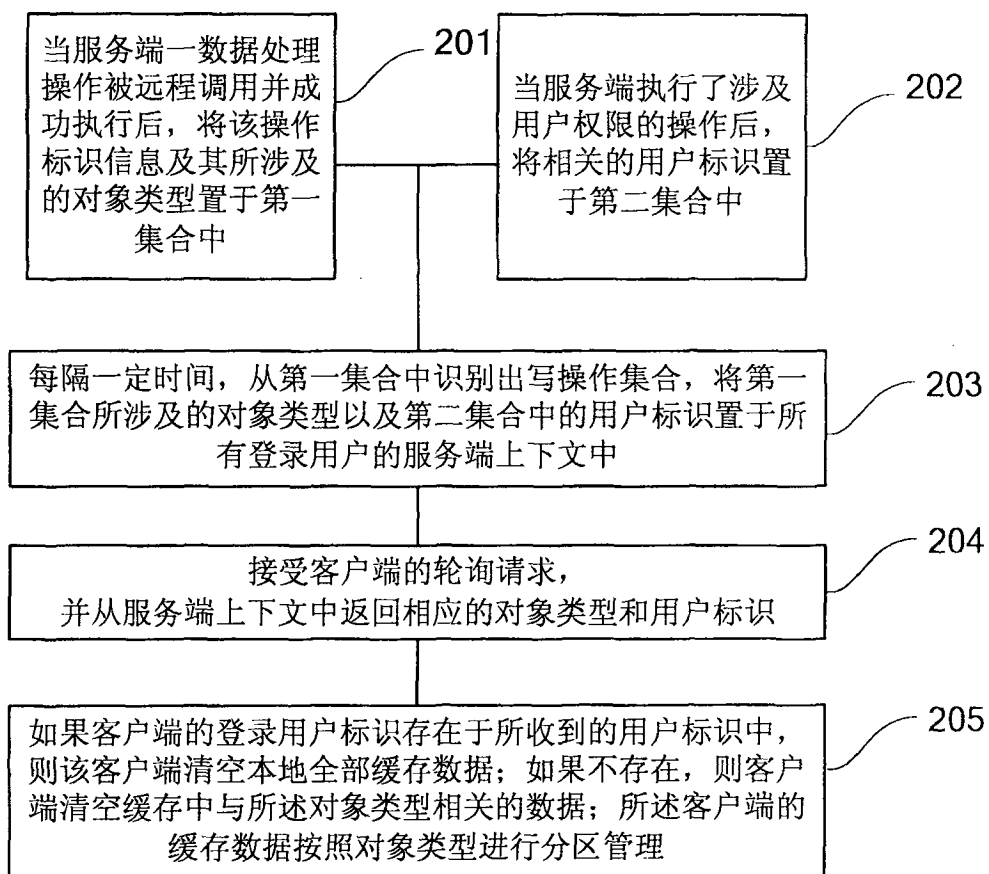 当服务端一数据处理
操作被远程调用并成
功执行后，将该操作
标识信息及其所涉及
的对象类型置于第一
集合中
201
当服务端执行了涉及
用户权限的操作后，
将相关的用户标识置
于第二集合中
202
每隔一定时间，从第一集合中识别出写操作集合，将第一
集合所涉及的对象类型以及第二集合中的用户标识置于所
有登录用户的服务端上下文中
203
接受客户端的轮询请求，
并从服务端上下文中返回相应的对象类型和用户标识
204
如果客户端的登录用户标识存在于所收到的用户标识中，
则该客户端清空本地全部缓存数据；如果不存在，则客户
端清空缓存中与所述对象类型相关的数据；所述客户端的
缓存数据按照对象类型进行分区管理
205